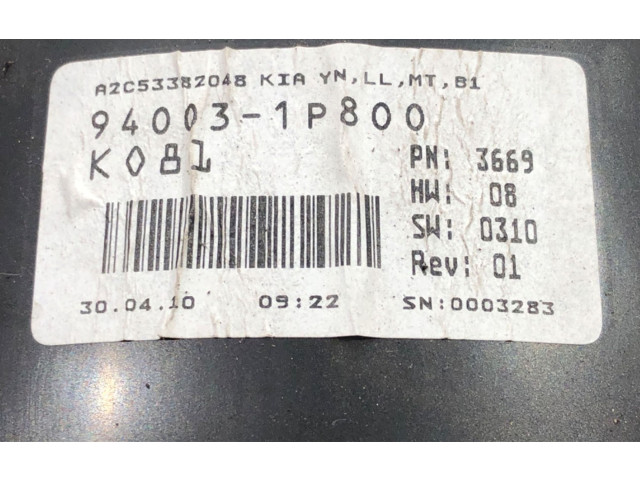 A2C53382048 KIA YN,LL,MT,B1
94003-1P800
K081
PN: 3669
HW: 08
SW: 0310
Rev: 01
30.04.10 09:22 SN:0003283